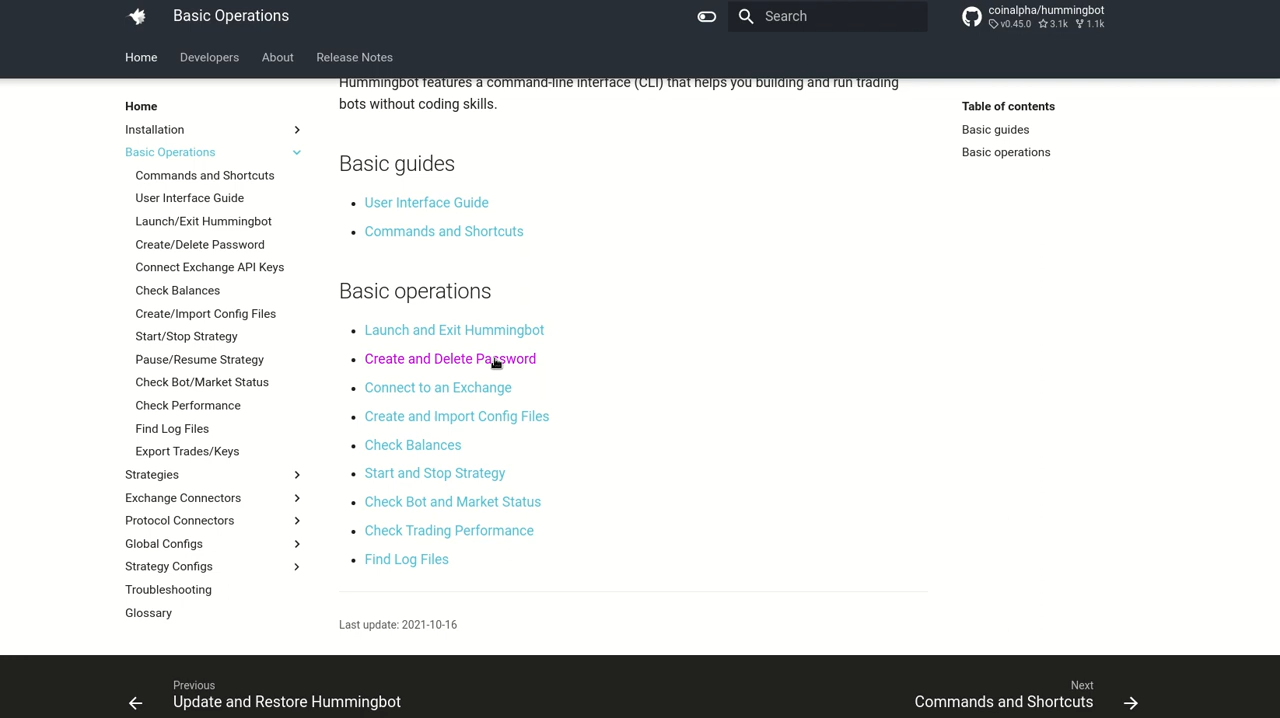 Basic Operations
Search
coinalpha/hummingbot
v0.45.0 3.1k 1.1k
Home Developers About Release Notes
Home
Installation
Basic Operations
Commands and Shortcuts
User Interface Guide
Launch/Exit Hummingbot
Create/Delete Password
Connect Exchange API Keys
Check Balances
Create/Import Config Files
Start/Stop Strategy
Pause/Resume Strategy
Check Bot/Market Status
Check Performance
Find Log Files
Export Trades/Keys
Strategies
Exchange Connectors
Protocol Connectors
Global Configs
Strategy Configs
Troubleshooting
Glossary
Hummingbot features a command-line interface (CLI) that helps you building and run trading
bots without coding skills.
Basic guides
User Interface Guide
Commands and Shortcuts
Basic operations
Launch and Exit Hummingbot
Create and Delete Password
Connect to an Exchange
Create and Import Config Files
Check Balances
Start and Stop Strategy
Check Bot and Market Status
Check Trading Performance
Find Log Files
Last update: 2021-10-16
Table of contents
Basic guides
Basic operations
Previous
Update and Restore Hummingbot
Next
Commands and Shortcuts